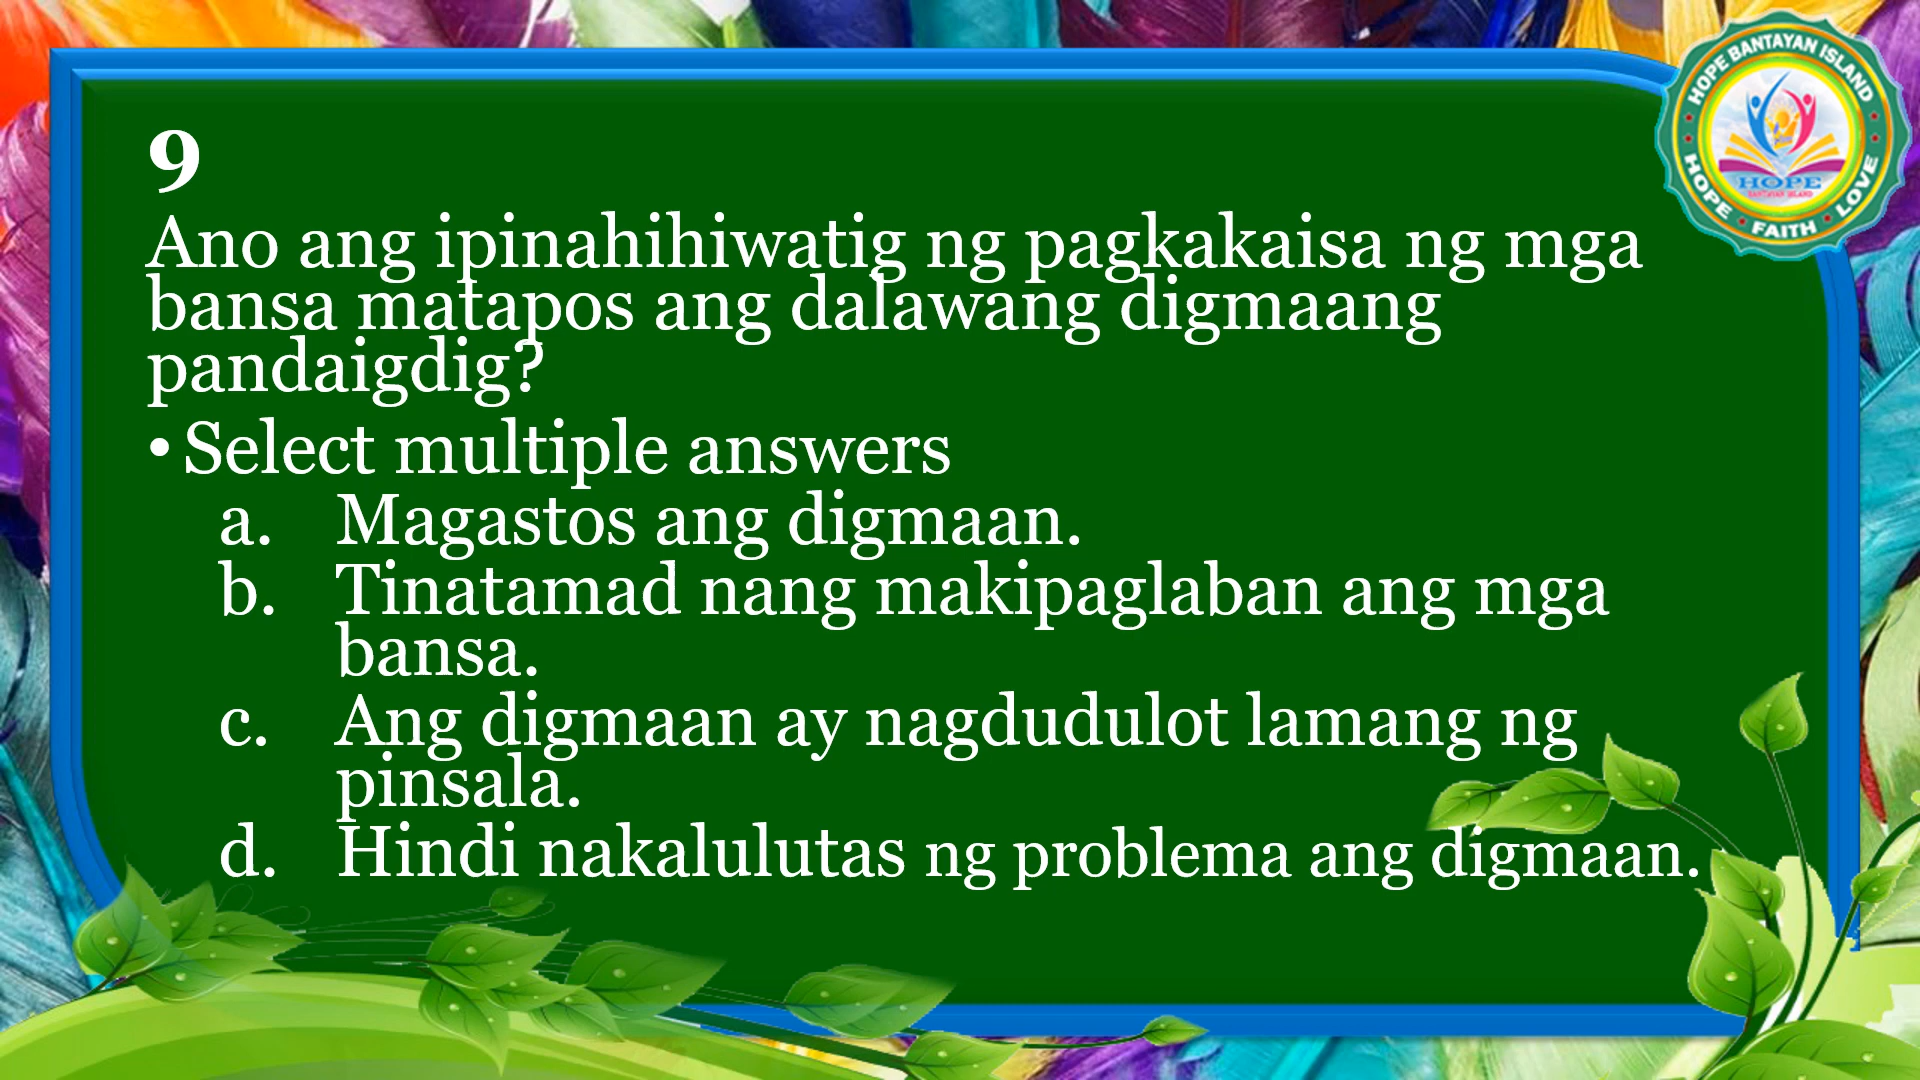 HOPE BANTAYAN ISLAND
HOPE
BANTAYAN ISLAND
HOPE • FAITH • LOVE
9
Ano ang ipinahihiwatig ng pagkakaisa ng mga
bansa matapos ang dalawang digmaang
pandaigdig?
• Select multiple answers
a. Magastos ang digmaan.
b. Tinatamad nang makipaglaban ang mga
bansa.
c. Ang digmaan ay nagdudulot lamang ng
pinsala.
d. Hindi nakalulutas ng problema ang digmaan.